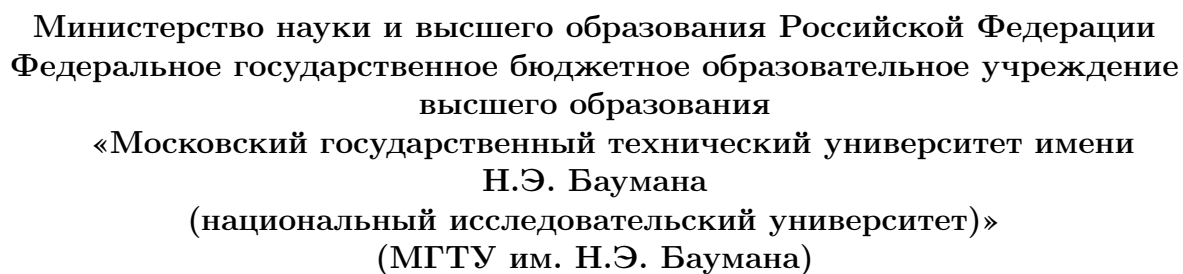 Министерство науки и высшего образования Российской Федерации
Федеральное государственное бюджетное образовательное учреждение
высшего образования
«Московский государственный технический университет имени
Н.Э. Баумана
(национальный исследовательский университет)»
(МГТУ им. Н.Э. Баумана)